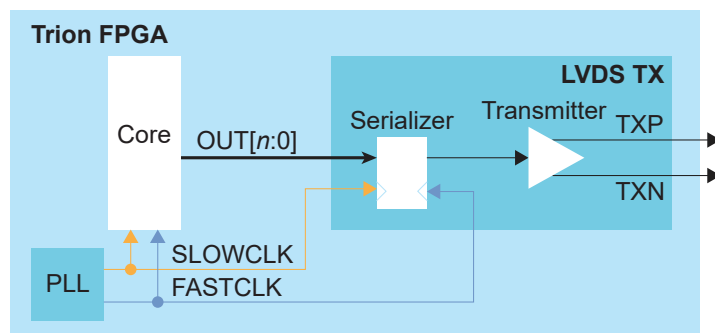 Trion FPGA
LVDS TX
Core
OUT[n:0]
Serializer
Transmitter
TXP
TXN
PLL
SLOWCLK
FASTCLK